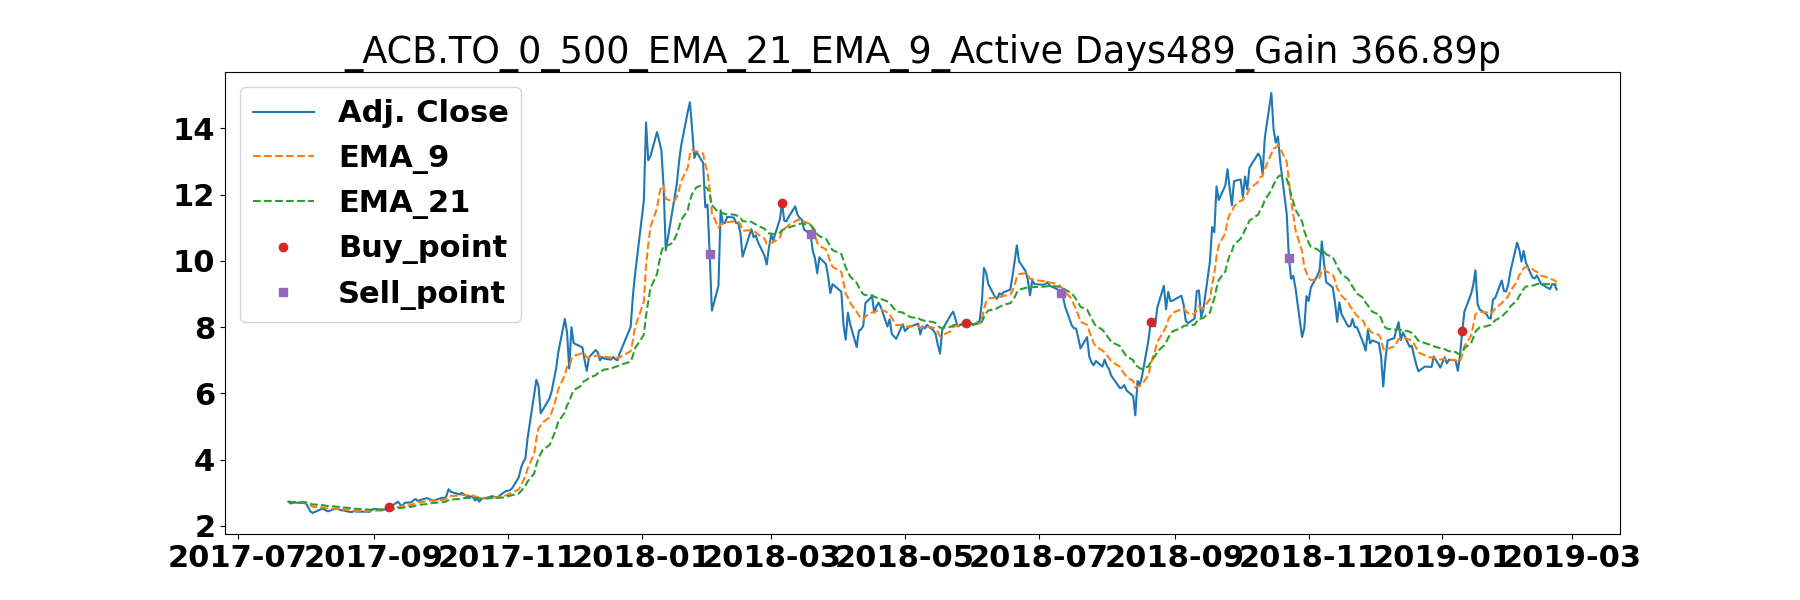 _ACB.TO_0_500_EMA_21_EMA_9_Active Days489_Gain 366.89p
Adj. Close
EMA_9
EMA_21
Buy_point
Sell_point
14
12
10
8
6
4
2
2017-07 2017-09 2017-11 2018-01 2018-03 2018-05 2018-07 2018-09 2018-11 2019-01 2019-03